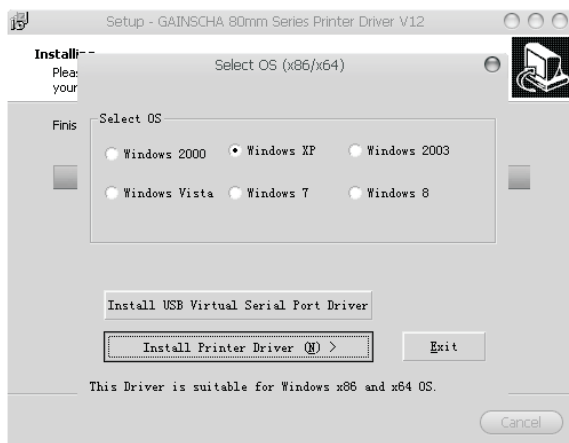 Setup - GAINSCHA 80mm Series Printer Driver V12
Select OS (x86/x64)
your
Finis
Select OS
Windows 2000
Windows XP
Windows 2003
Windows Vista
Windows 7
Windows 8
Install USB Virtual Serial Port Driver
Install Printer Driver (N) >
Exit
This Driver is suitable for Windows x86 and x64 OS.
Cancel